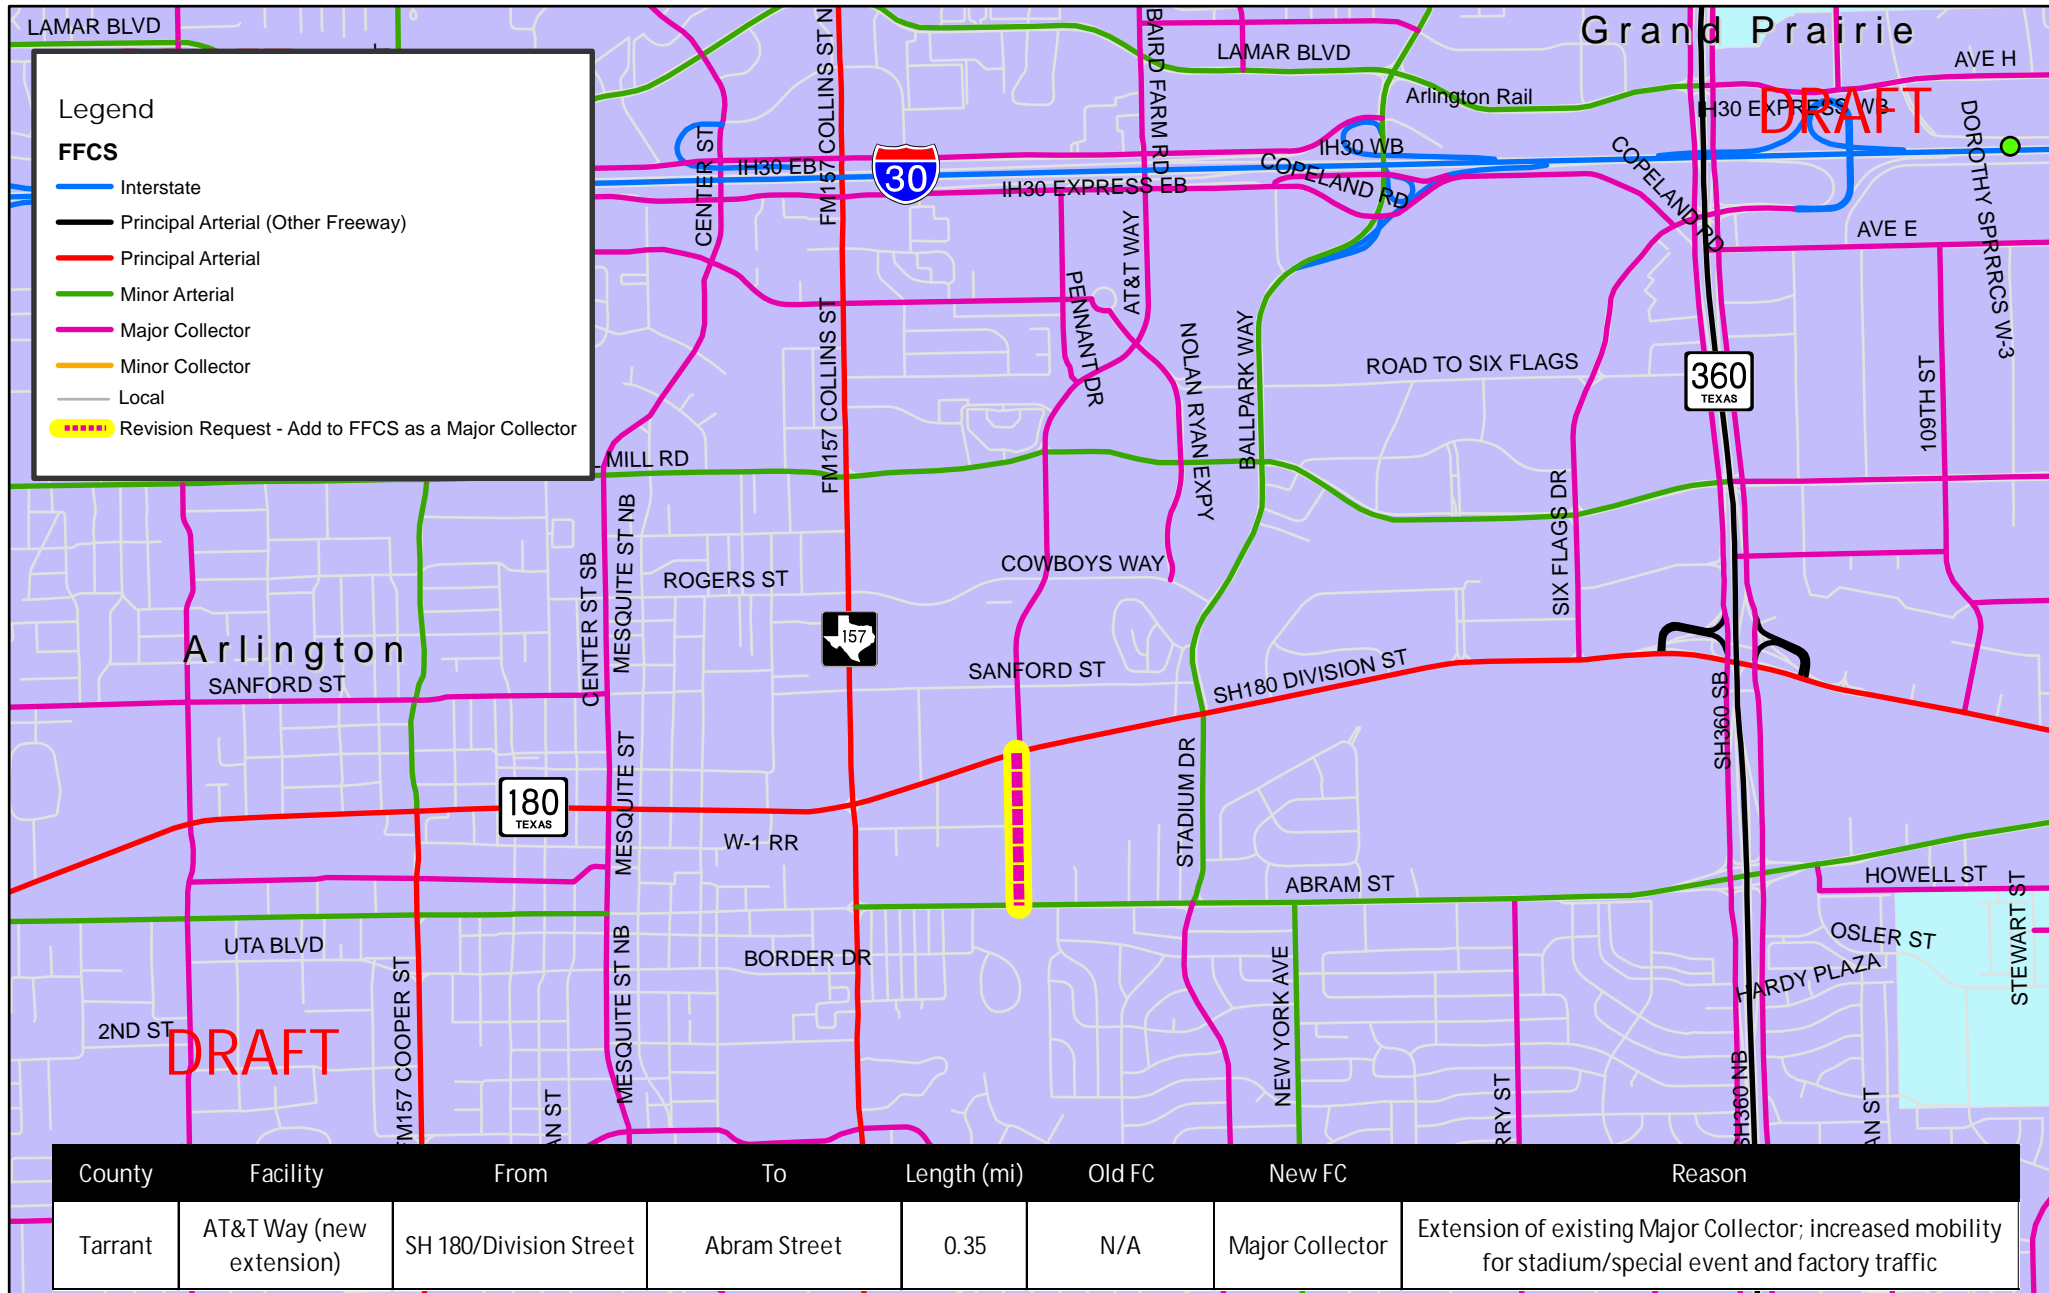 LAMAR BLVD
Grand Prairie
LAMAR BLVD
AVE H
Arlington Rail
DRAFT
IH30 EXPRESS WB
BAIRD FARM RD
FM157 COLLINS ST N
DOROTHY SPRRRCS W-3
Legend
FFCS
Interstate
Principal Arterial (Other Freeway)
Principal Arterial
Minor Arterial
Major Collector
Minor Collector
Local
Revision Request - Add to FFCS as a Major Collector
CENTER ST
IH30 EB
30
IH30 WB
IH30 EXPRESS EB
COPELAND RD
COPELAND RD
AVE E
AT&T WAY
PENNANT DR
NOLAN RYAN EXPY
BALLPARK WAY
FM157 COLLINS ST
ROAD TO SIX FLAGS
360
TEXAS
109TH ST
MILL RD
SIX FLAGS DR
COWBOYS WAY
ROGERS ST
MESQUITE ST NB
CENTER ST SB
157
Arlington
SANFORD ST
SANFORD ST
SH180 DIVISION ST
SH360 SB
180
TEXAS
MESQUITE ST
W-1 RR
STADIUM DR
ABRAM ST
HOWELL ST
STEWART ST
OSLER ST
HARDY PLAZA
UTA BLVD
BORDER DR
MESQUITE ST NB
NEW YORK AVE
2ND ST
DRAFT
FM157 COOPER ST
AN ST
RRY ST
SH360 NB
AN ST
County Facility From To Length (mi) Old FC New FC Reason
Tarrant AT&T Way (new extension) SH 180/Division Street Abram Street 0.35 N/A Major Collector Extension of existing Major Collector; increased mobility
for stadium/special event and factory traffic